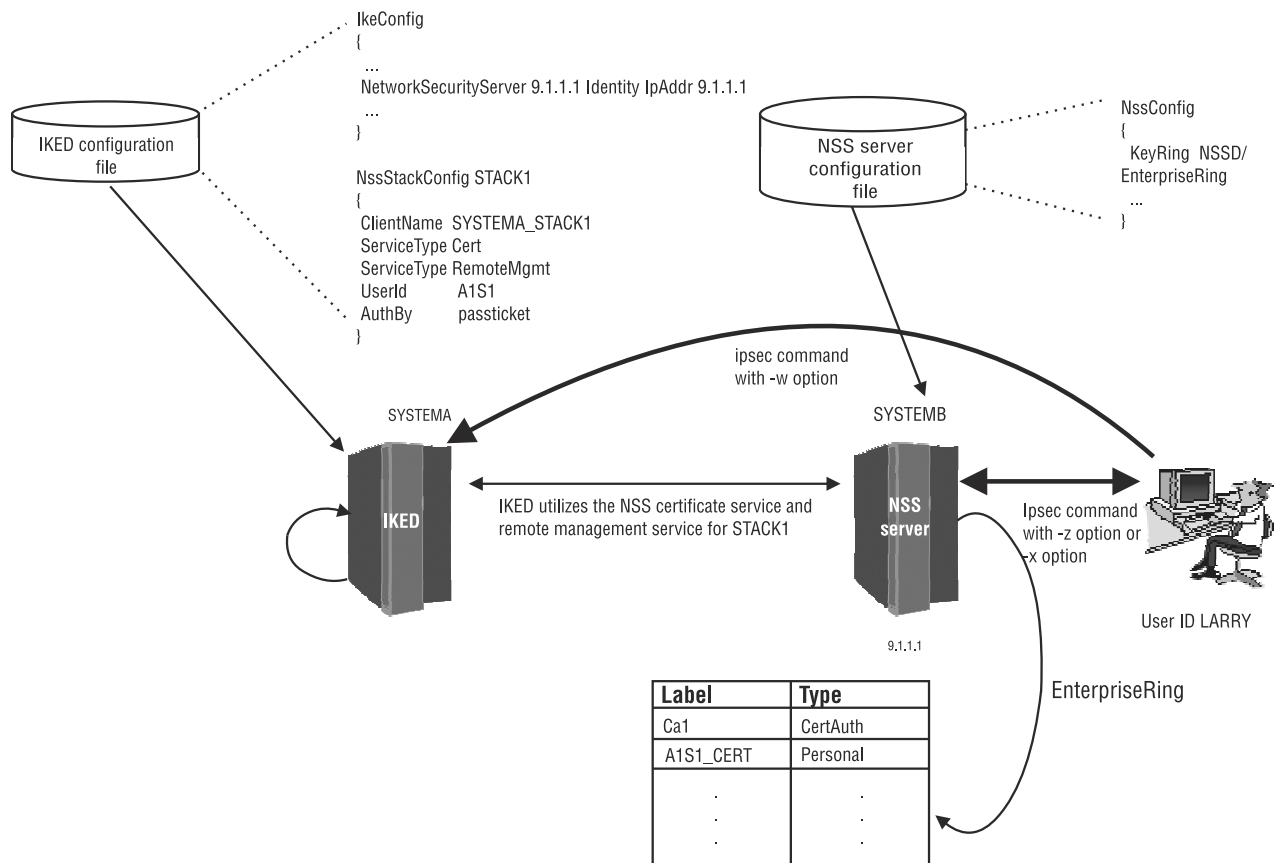 IkeConfig
{
...
NetworkSecurityServer 9.1.1.1 Identity IpAddr 9.1.1.1
...
}
IKED configuration
file
NssStackConfig STACK1
{
ClientName SYSTEMA_STACK1
ServiceType Cert
ServiceType RemoteMgmt
UserId A1S1
AuthBy passticket
}
NSS server
configuration
file
NssConfig
{
KeyRing NSSD/
EnterpriseRing
...
}
ipsec command
with -w option
SYSTEMA
SYSTEMB
IKED
IKED utilizes the NSS certificate service and
remote management service for STACK1
NSS
server
Ipsec command
with -z option or
-x option
User ID LARRY
9.1.1.1
EnterpriseRing
Label Type
Ca1 CertAuth
A1S1_CERT Personal
. .
. .
. .